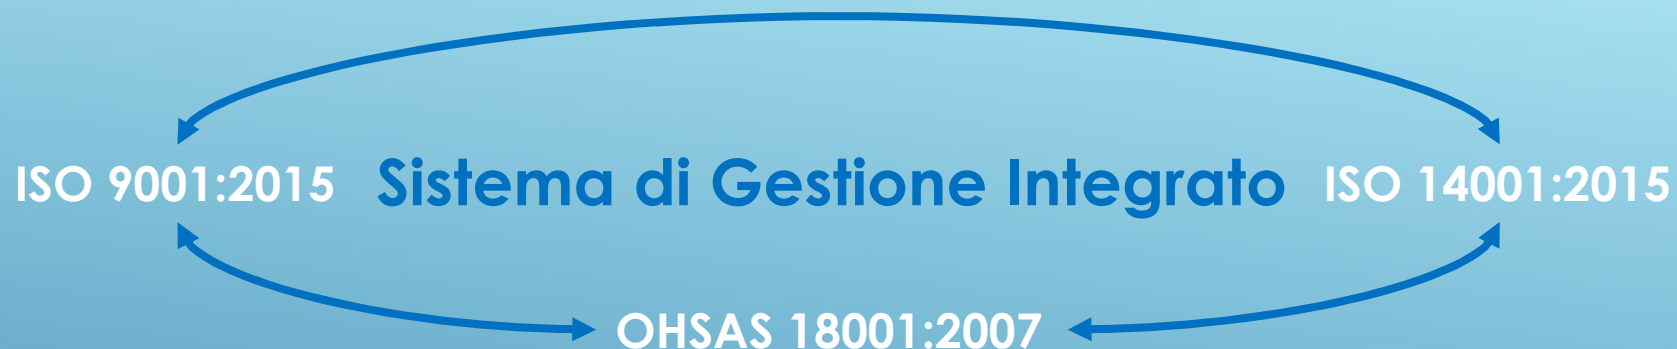 ISO 9001:2015 Sistema di Gestione Integrato ISO 14001:2015
OHSAS 18001:2007